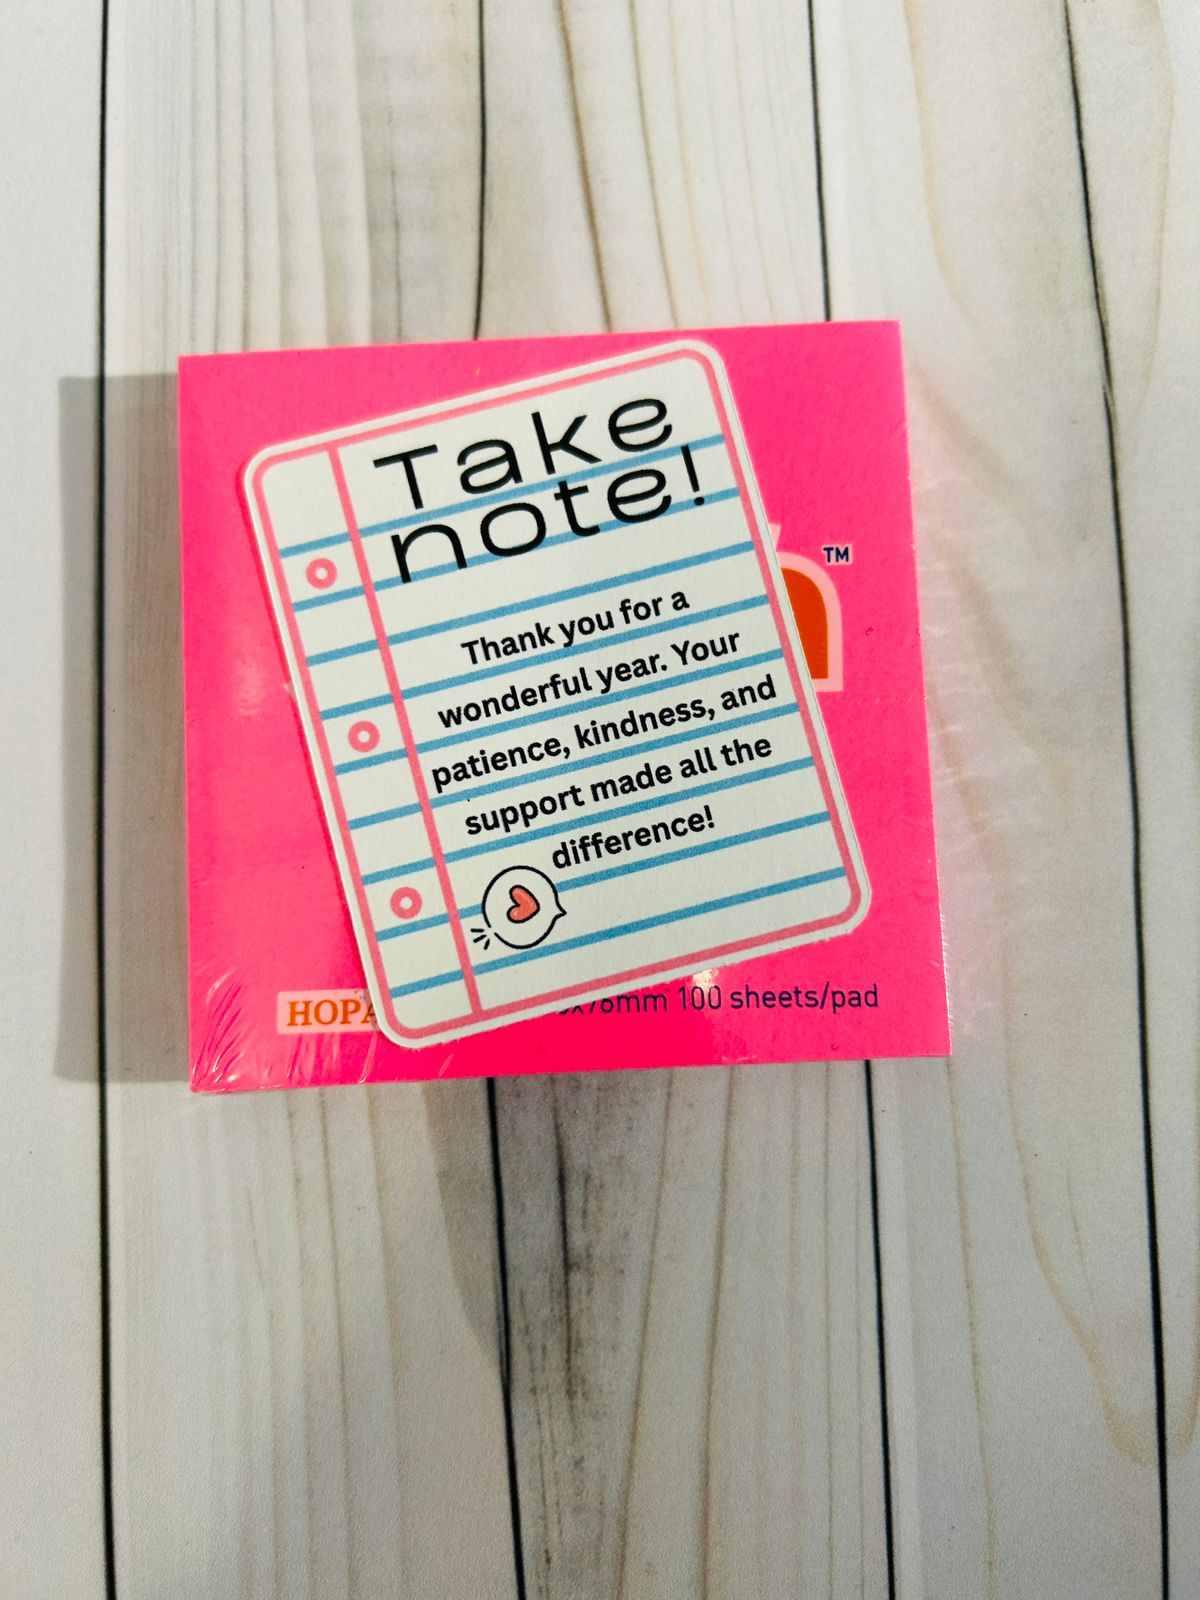 Take
note!
Thank you for a
wonderful year. Your
patience, kindness, and
support made all the
difference!
TM
100 sheets/pad